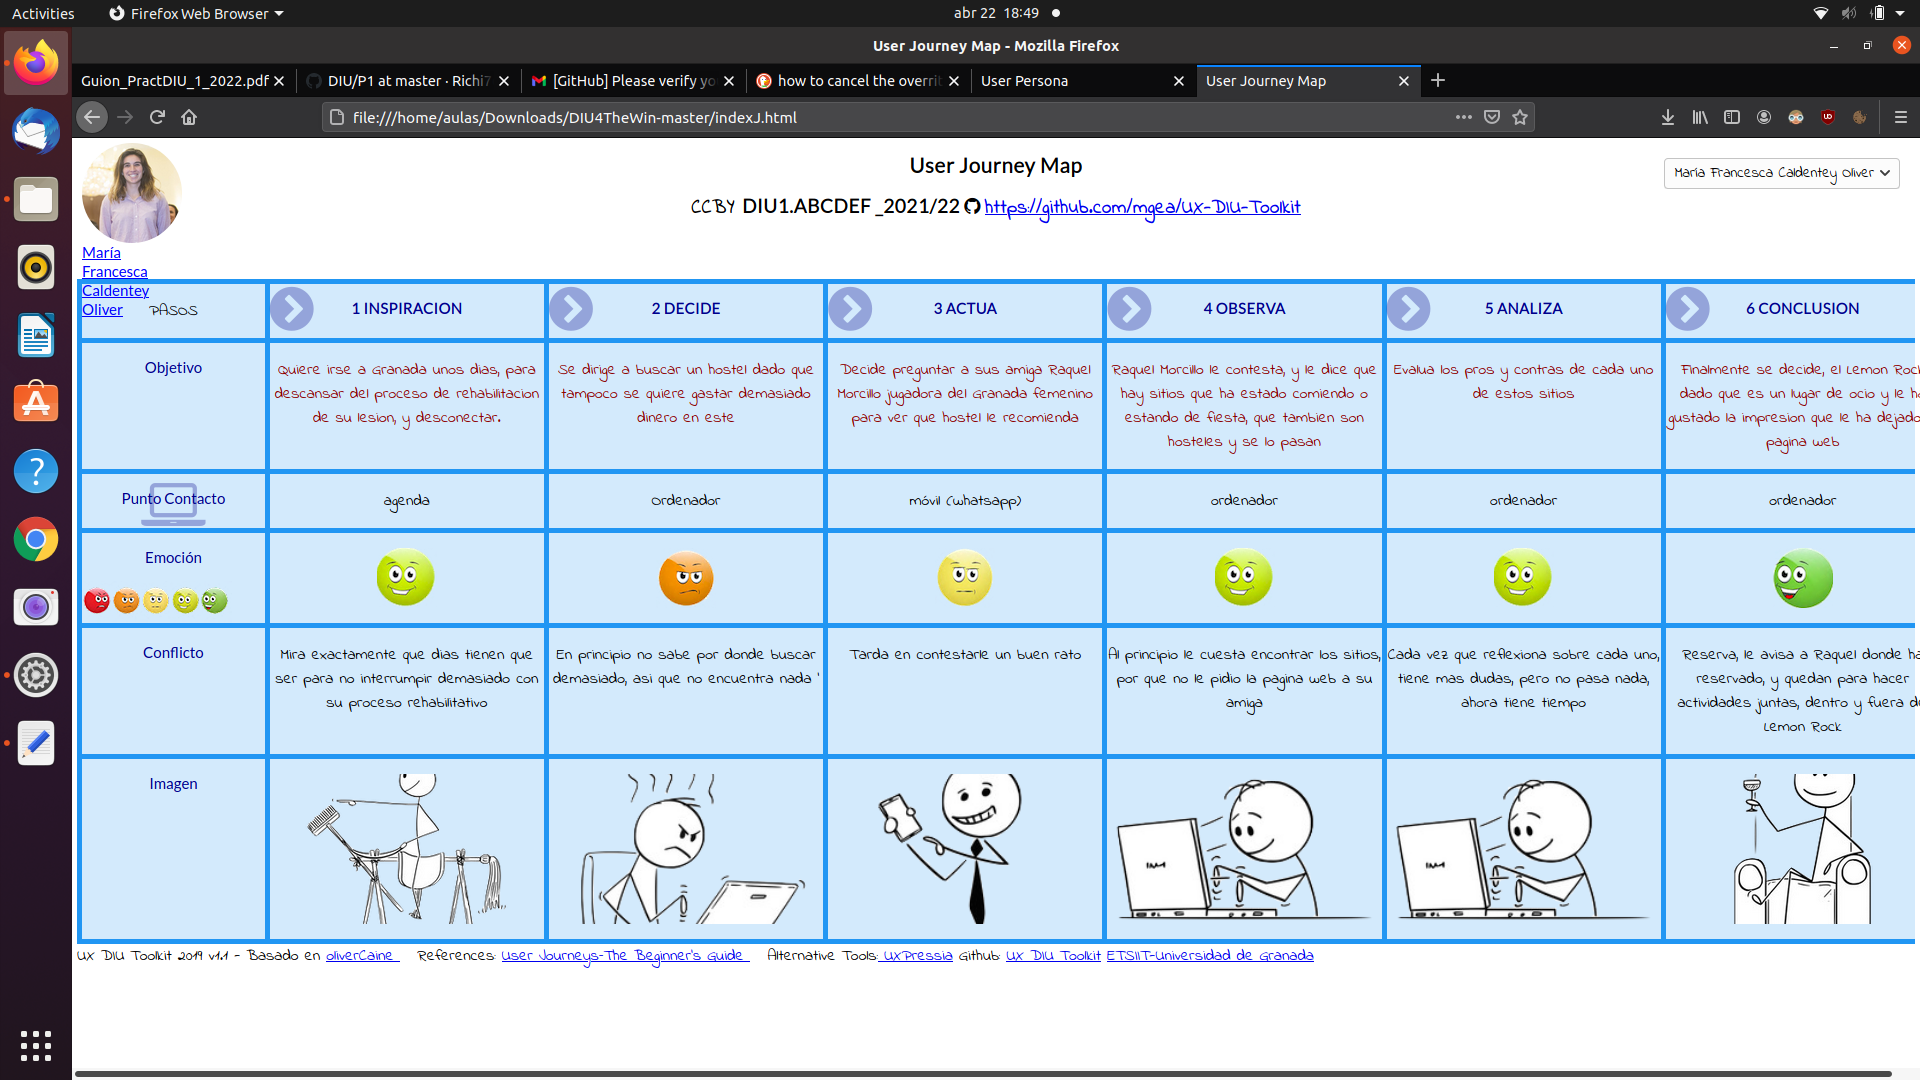 Activities
Firefox Web Browser
abr 22 18:49
User Journey Map - Mozilla Firefox
Guion_PractDIU_1_2022.pdf
DIU/P1 at master · Richi7
[GitHub] Please verify yo
how to cancel the overrit
User Persona
User Journey Map
file:///home/aulas/Downloads/DIU4TheWin-master/indexJ.html
User Journey Map
María Francesca Caldentey Oliver
CCBY DIU1.ABCDEF _2021/22 https://github.com/mgea/UX-DIU-Toolkit
María
Francesca
Caldentey
Oliver
PASOS
1 INSPIRACION
2 DECIDE
3 ACTUA
4 OBSERVA
5 ANALIZA
6 CONCLUSION
Objetivo
Quiere irse a Granada unos dias, para
descansar del proceso de rehabilitacion
de su lesion, y desconectar.
Se dirige a buscar un hostel dado que
tampoco se quiere gastar demasiado
dinero en este
Decide preguntar a sus amiga Raquel
Morcillo jugadora del Granada femenino
para ver que hostel le recomienda
Raquel Morcillo le contesta, y le dice que
hay sitios que ha estado comiendo o
estando de fiesta, que tambien son
hosteles y se lo pasan
Evalua los pros y contras de cada uno
de estos sitios
Finalmente se decide, el Lemon Rock
dado que es un lugar de ocio y le h
gustado la impresion que le ha dejado
pagina web
Punto Contacto
agenda
Ordenador
móvil (whatsapp)
ordenador
ordenador
ordenador
Emoción
Conflicto
Mira exactamente que dias tienen que
ser para no interrumpir demasiado con
su proceso rehabilitativo
En principio no sabe por donde buscar
demasiado, asi que no encuentra nada '
Tarda en contestarle un buen rato
Al principio le cuesta encontrar los sitios,
por que no le pidio la pagina web a su
amiga
Cada vez que reflexiona sobre cada uno,
tiene mas dudas, pero no pasa nada,
ahora tiene tiempo
Reserva, le avisa a Raquel donde ha
reservado, y quedan para hacer
actividades juntas, dentro y fuera de
Lemon Rock
Imagen
UX DIU Toolkit 2019 v1.1 - Basado en oliverCaine References: User Journeys-The Beginner's Guide Alternative Tools: UXPressia Github: UX DIU Toolkit ETSIIT-Universidad de Granada